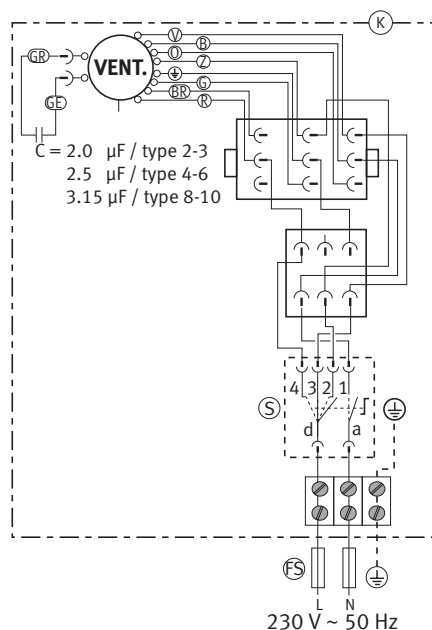 K
V
B
O
Z
G
BR
R
GR
GE
VENT.
C = 2.0 µF / type 2-3
2.5 µF / type 4-6
3.15 µF / type 8-10
4 3 2 1
S
d a
FS
L N
230 V ~ 50 Hz